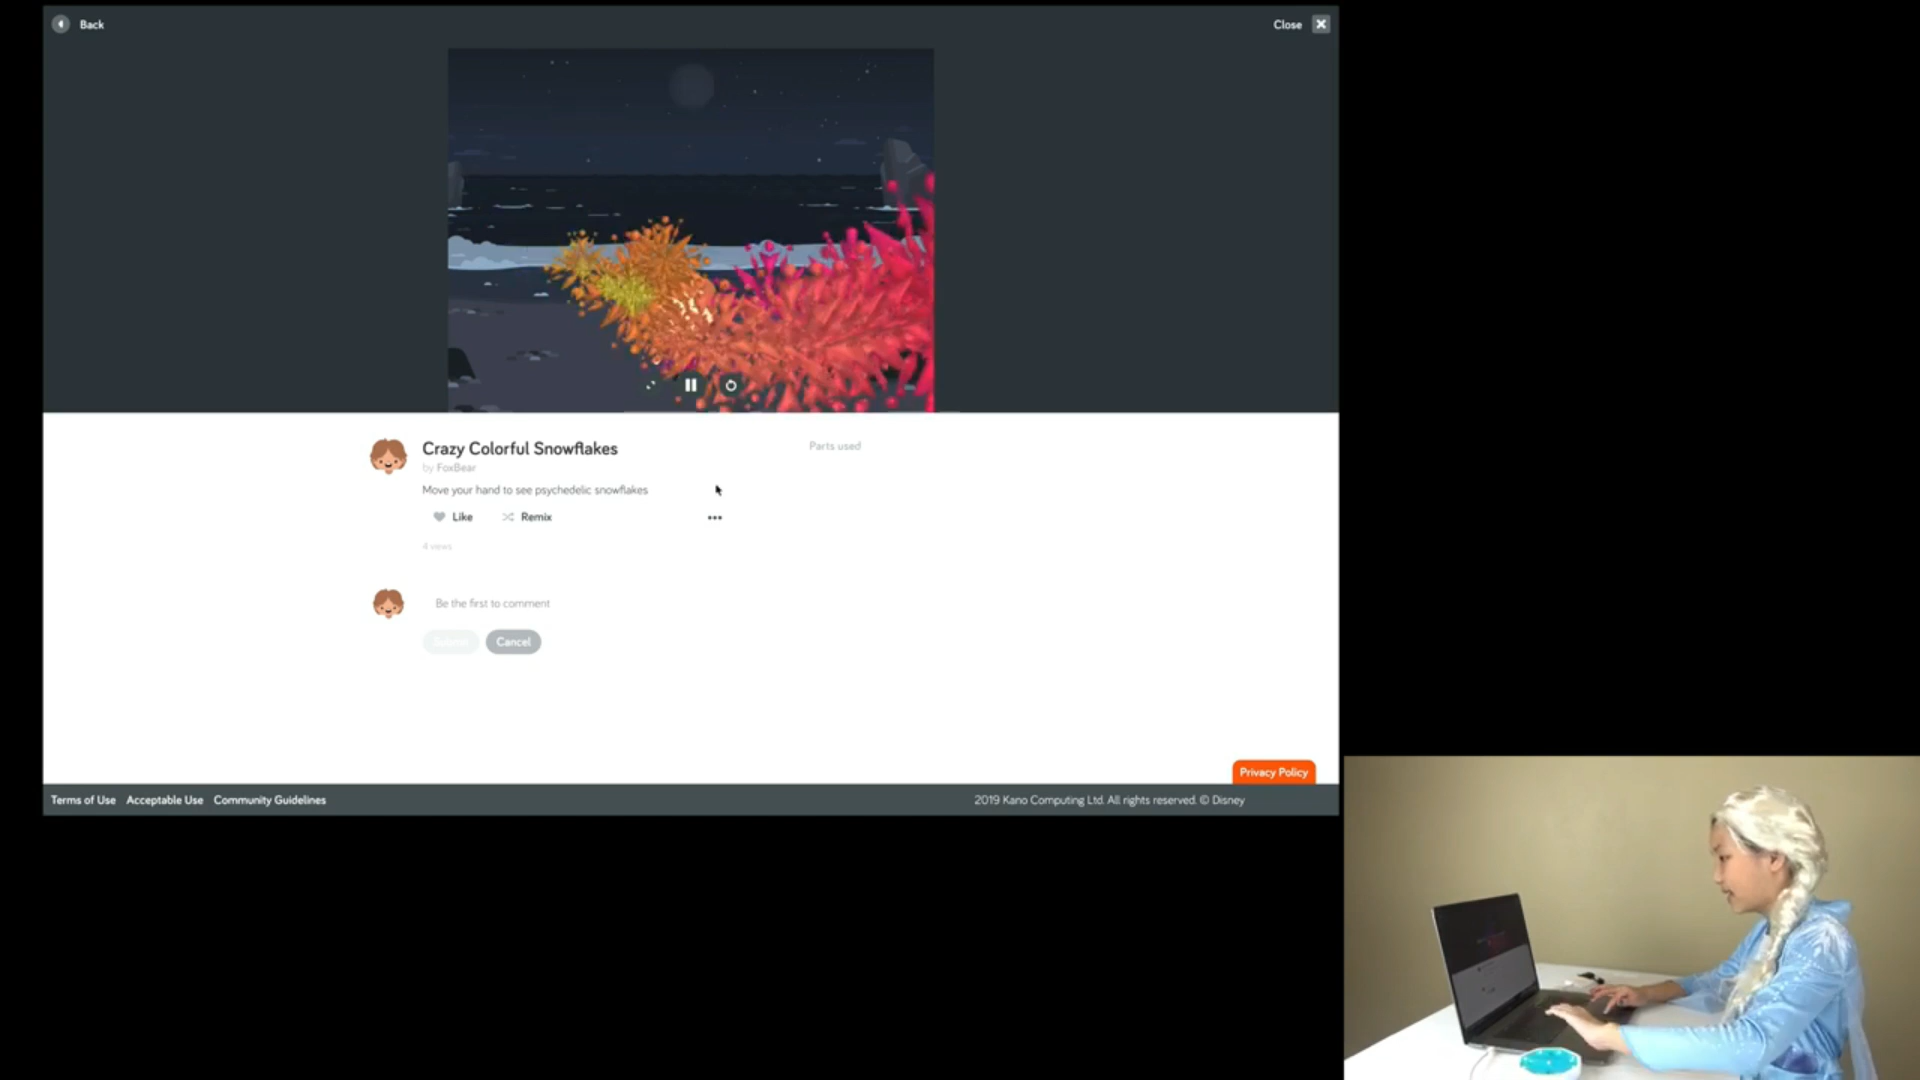 Back
Close
Crazy Colorful Snowflakes
Parts used
by FoxBear
Move your hand to see psychedelic snowflakes
Like
Remix
4 views
Be the first to comment
Submit
Cancel
Privacy Policy
Terms of Use
Acceptable Use
Community Guidelines
2019 Kano Computing Ltd. All rights reserved. © Disney